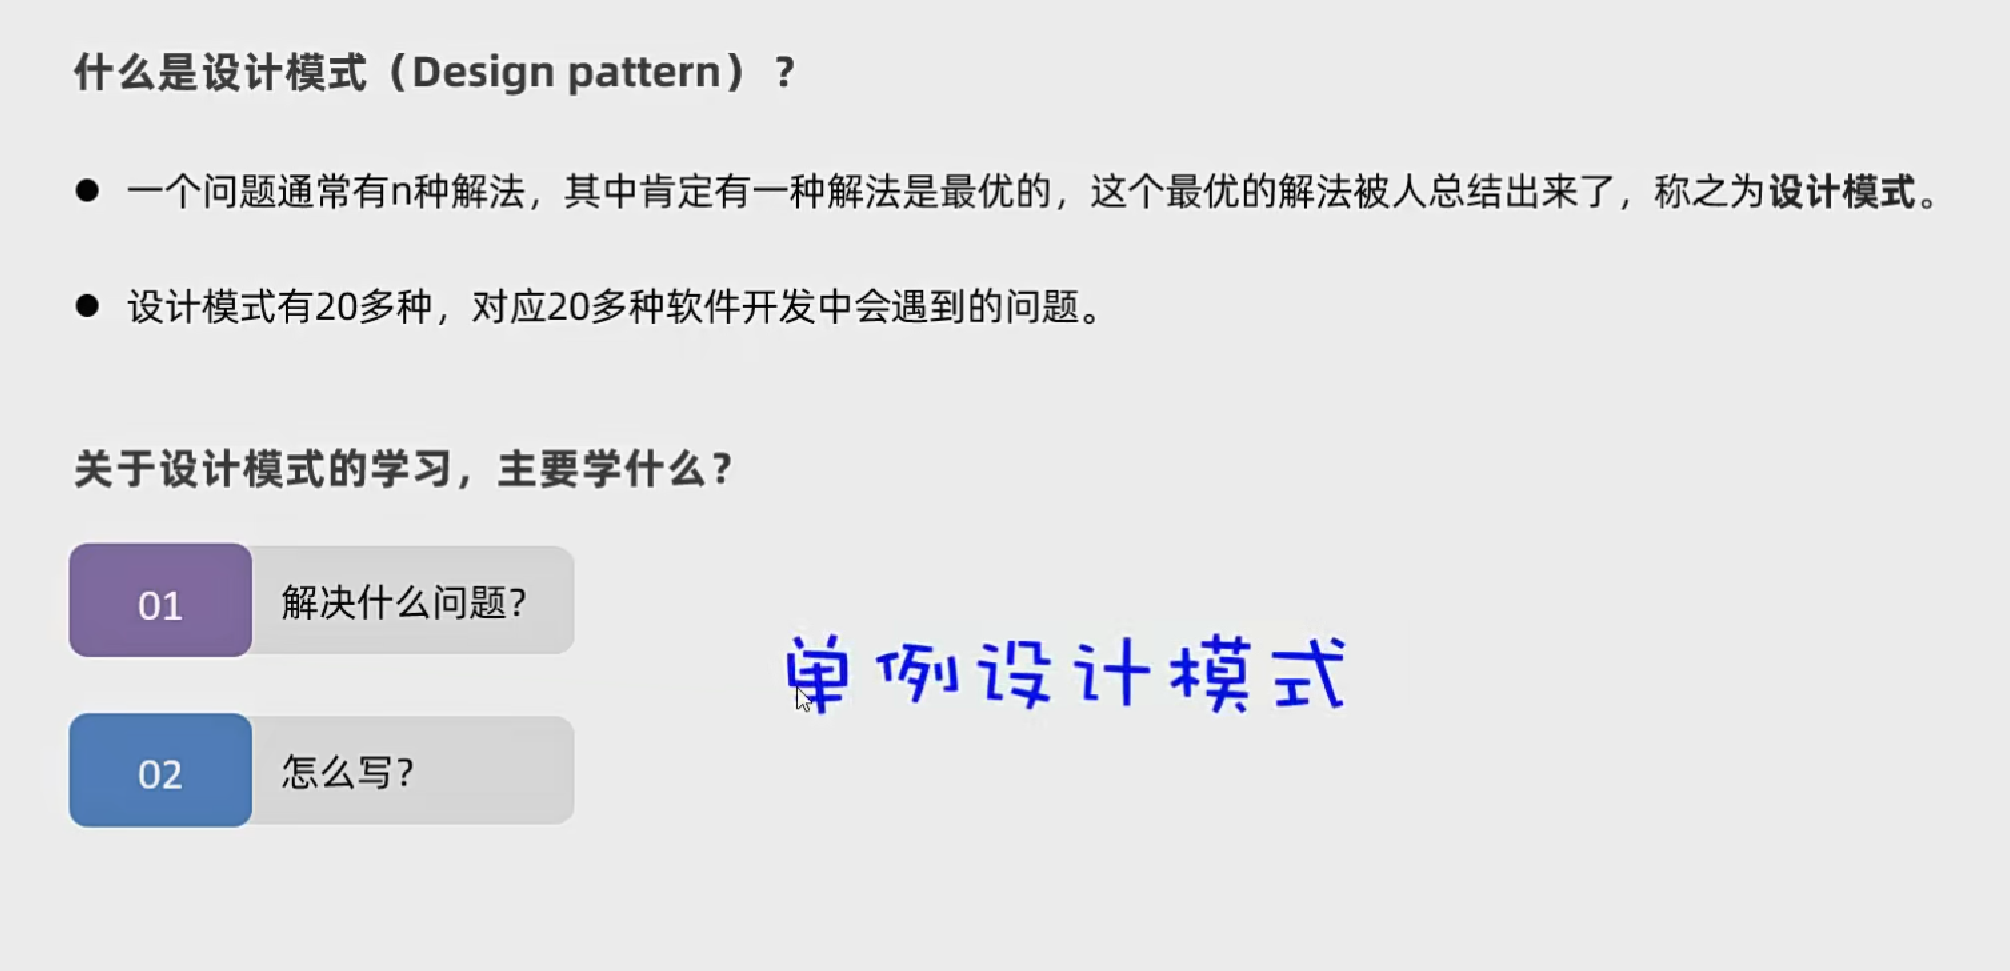 什么是设计模式（Design pattern）？
● 一个问题通常有n种解法，其中肯定有一种解法是最优的，这个最优的解法被人总结出来了，称之为设计模式。
● 设计模式有20多种，对应20多种软件开发中会遇到的问题。
关于设计模式的学习，主要学什么？
01 解决什么问题？
单例设计模式
02 怎么写？